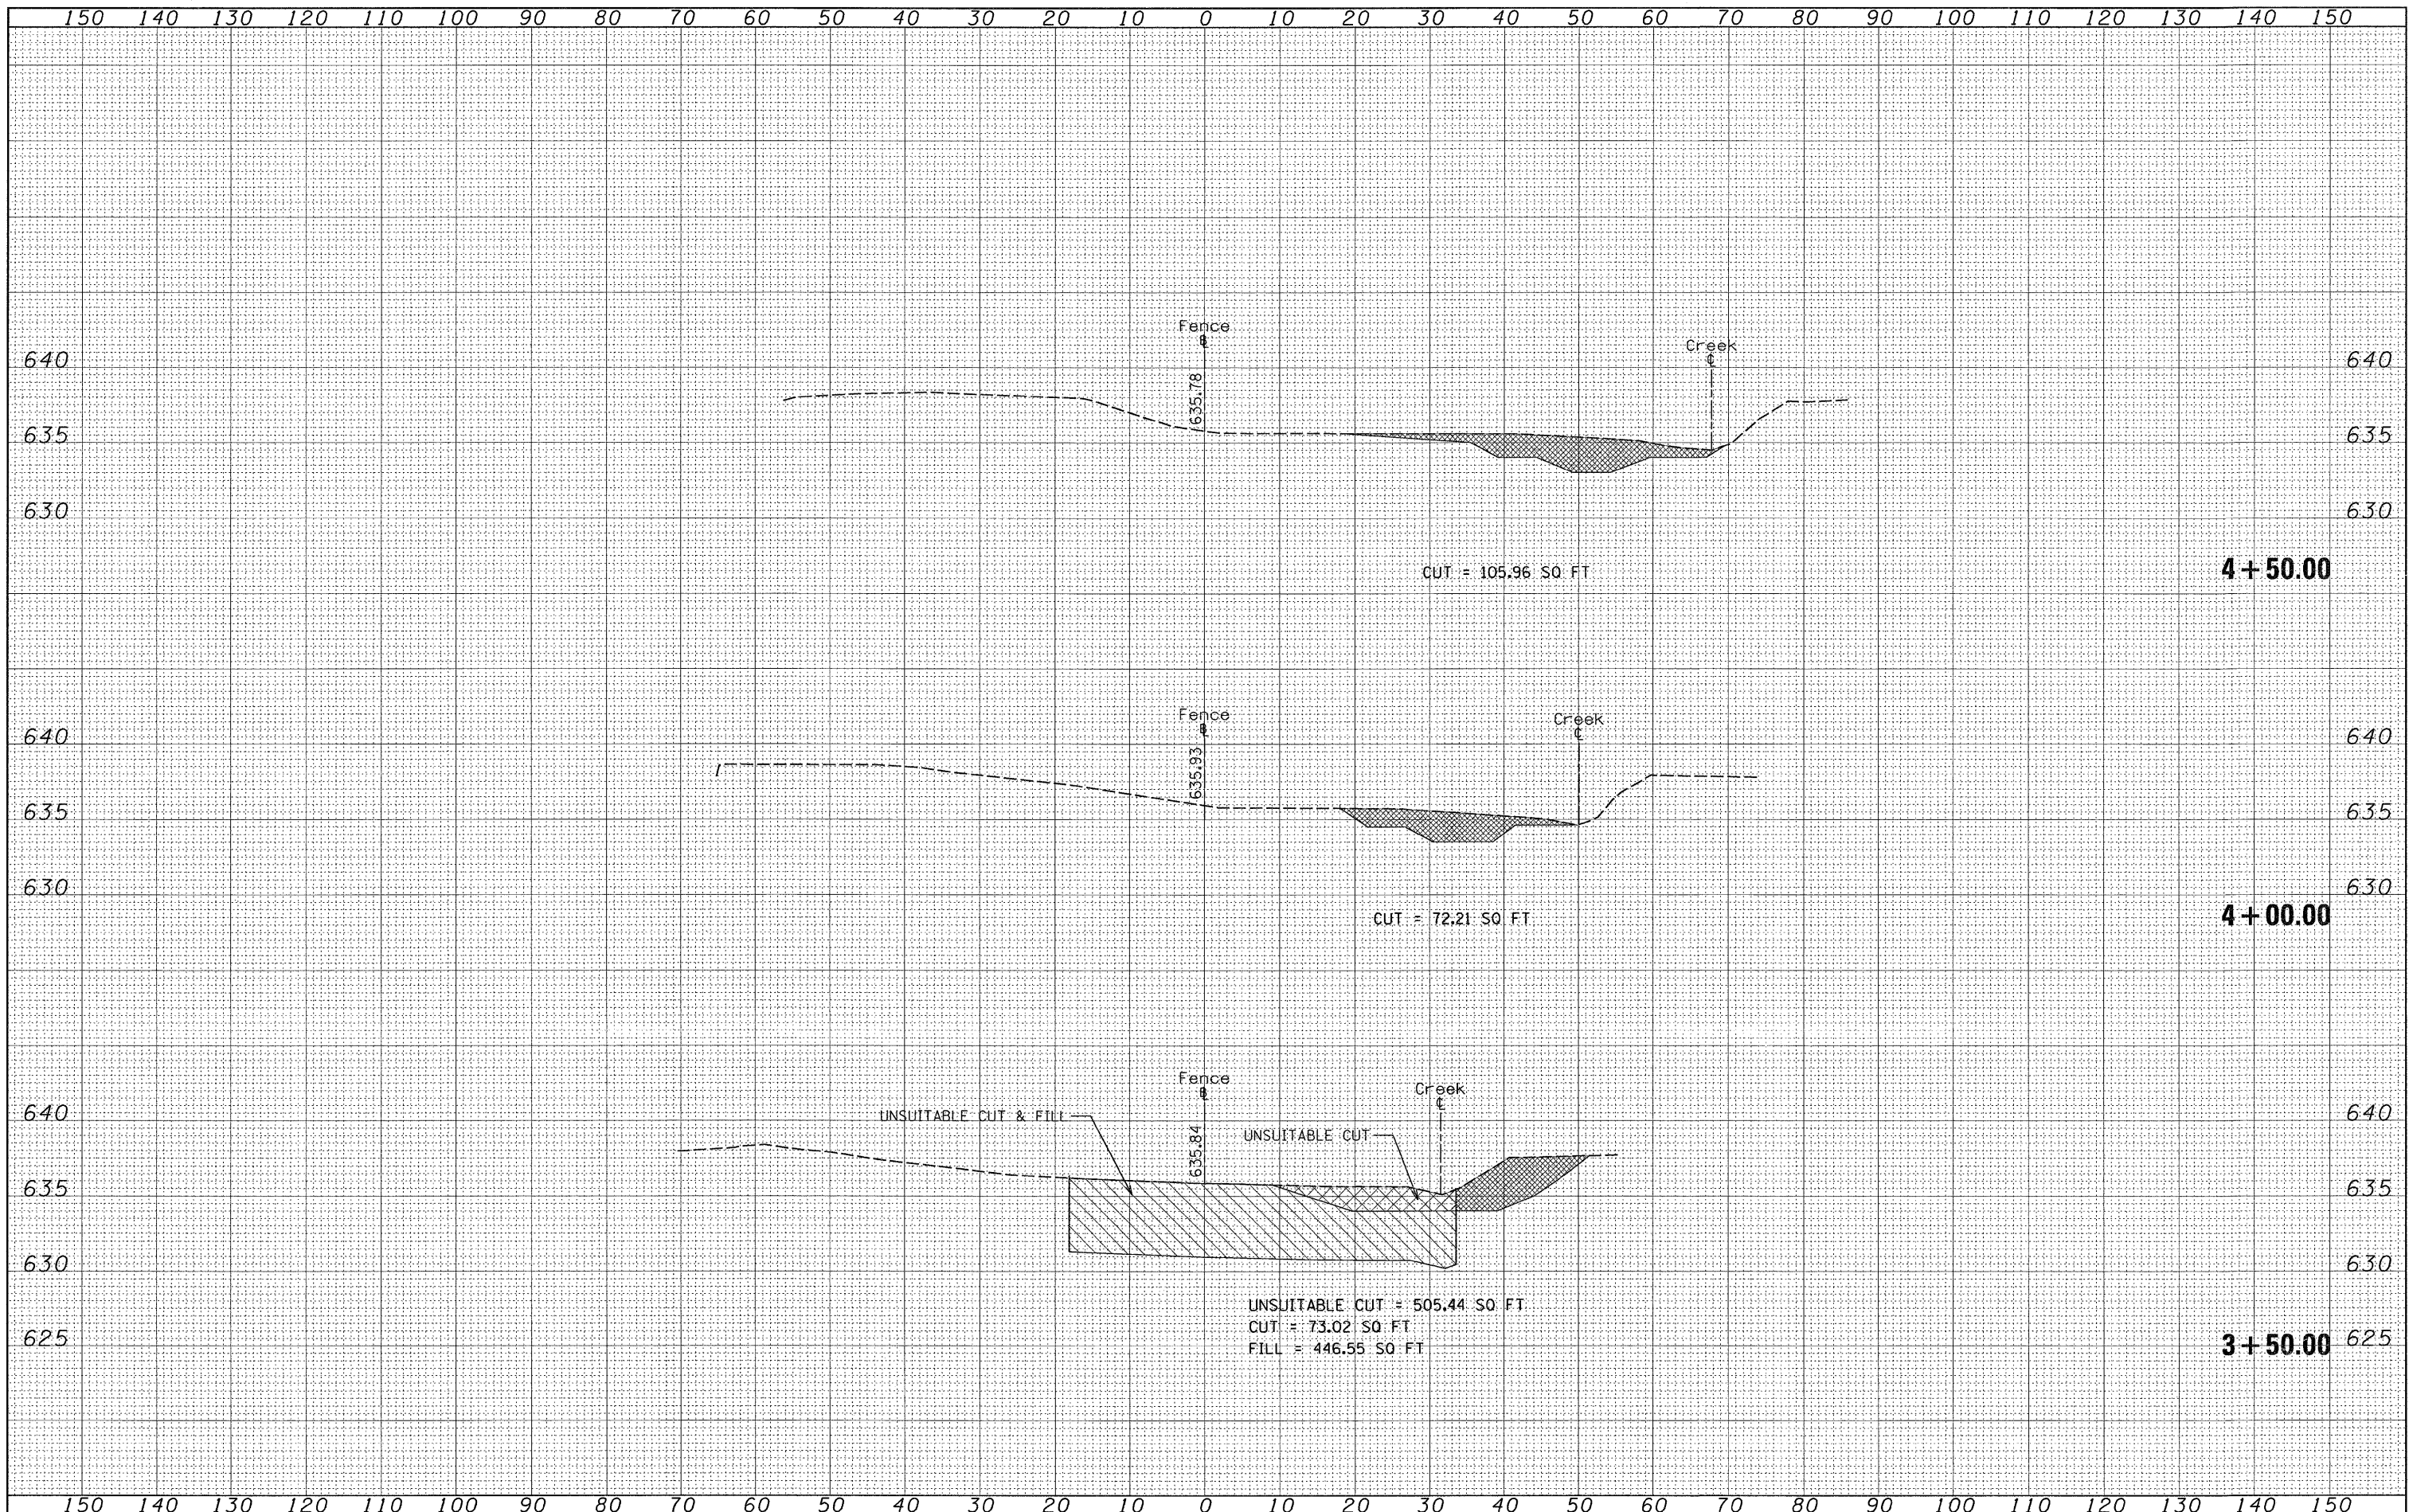 150 140 130 120 110 100 90 80 70 60 50 40 30 20 10 0 10 20 30 40 50 60 70 80 90 100 110 120 130 140 150
Fence
Creek
640 640
635.78
635 635
630 630
CUT = 105.96 SQ FT
4+50.00
Fence
Creek
640 640
635.93
635 635
630 630
CUT = 72.21 SQ FT
4+00.00
Fence
Creek
640 640
UNSUITABLE CUT & FILL
UNSUITABLE CUT
635.84
635 635
630 630
UNSUITABLE CUT = 505.44 SQ FT
CUT = 73.02 SQ FT
FILL = 446.55 SQ FT
625 3+50.00 625
150 140 130 120 110 100 90 80 70 60 50 40 30 20 10 0 10 20 30 40 50 60 70 80 90 100 110 120 130 140 150